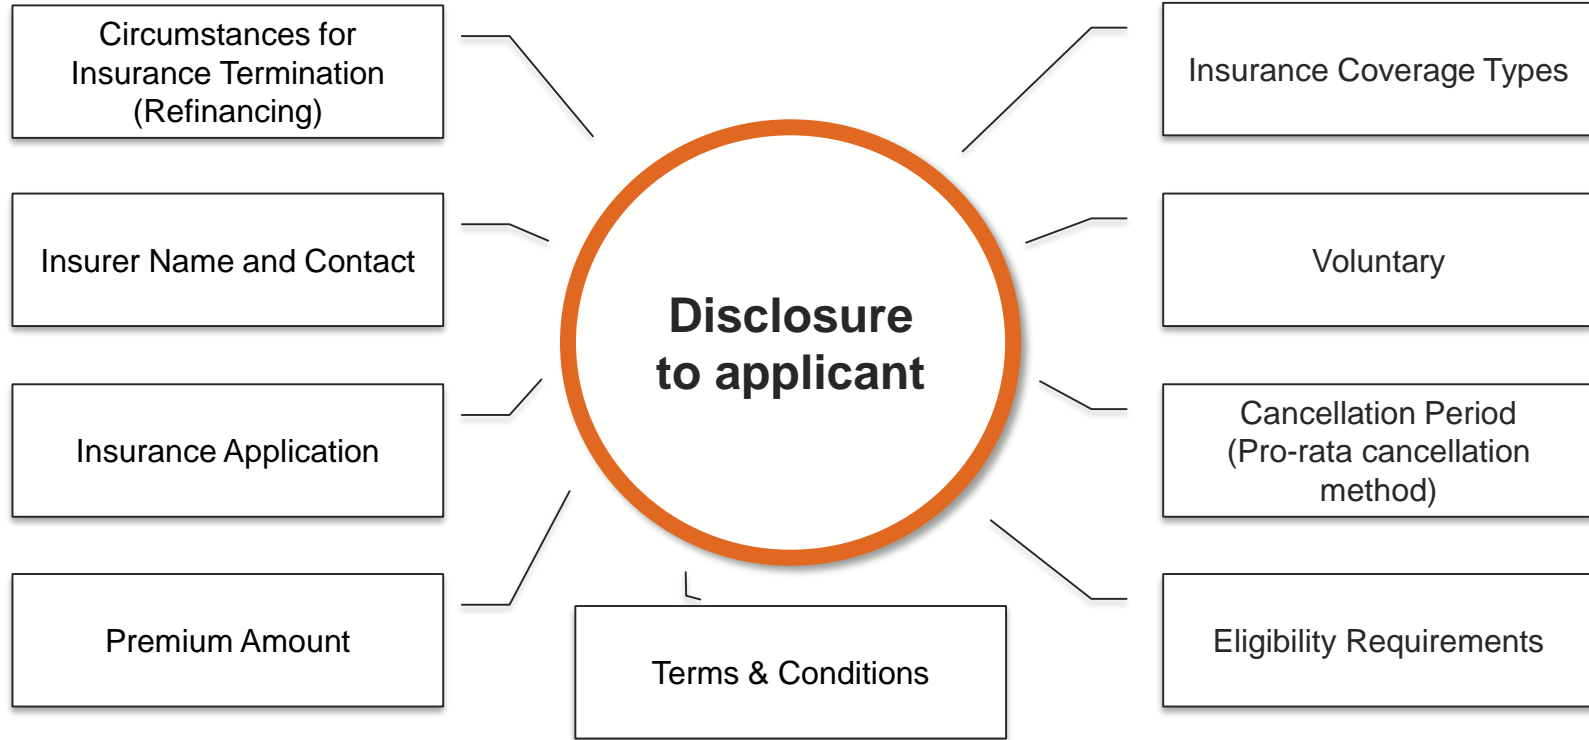 Circumstances for
Insurance Termination
(Refinancing)
Insurer Name and Contact
Insurance Application
Premium Amount
Disclosure
to applicant
Terms & Conditions
Insurance Coverage Types
Voluntary
Cancellation Period
(Pro-rata cancellation
method)
Eligibility Requirements